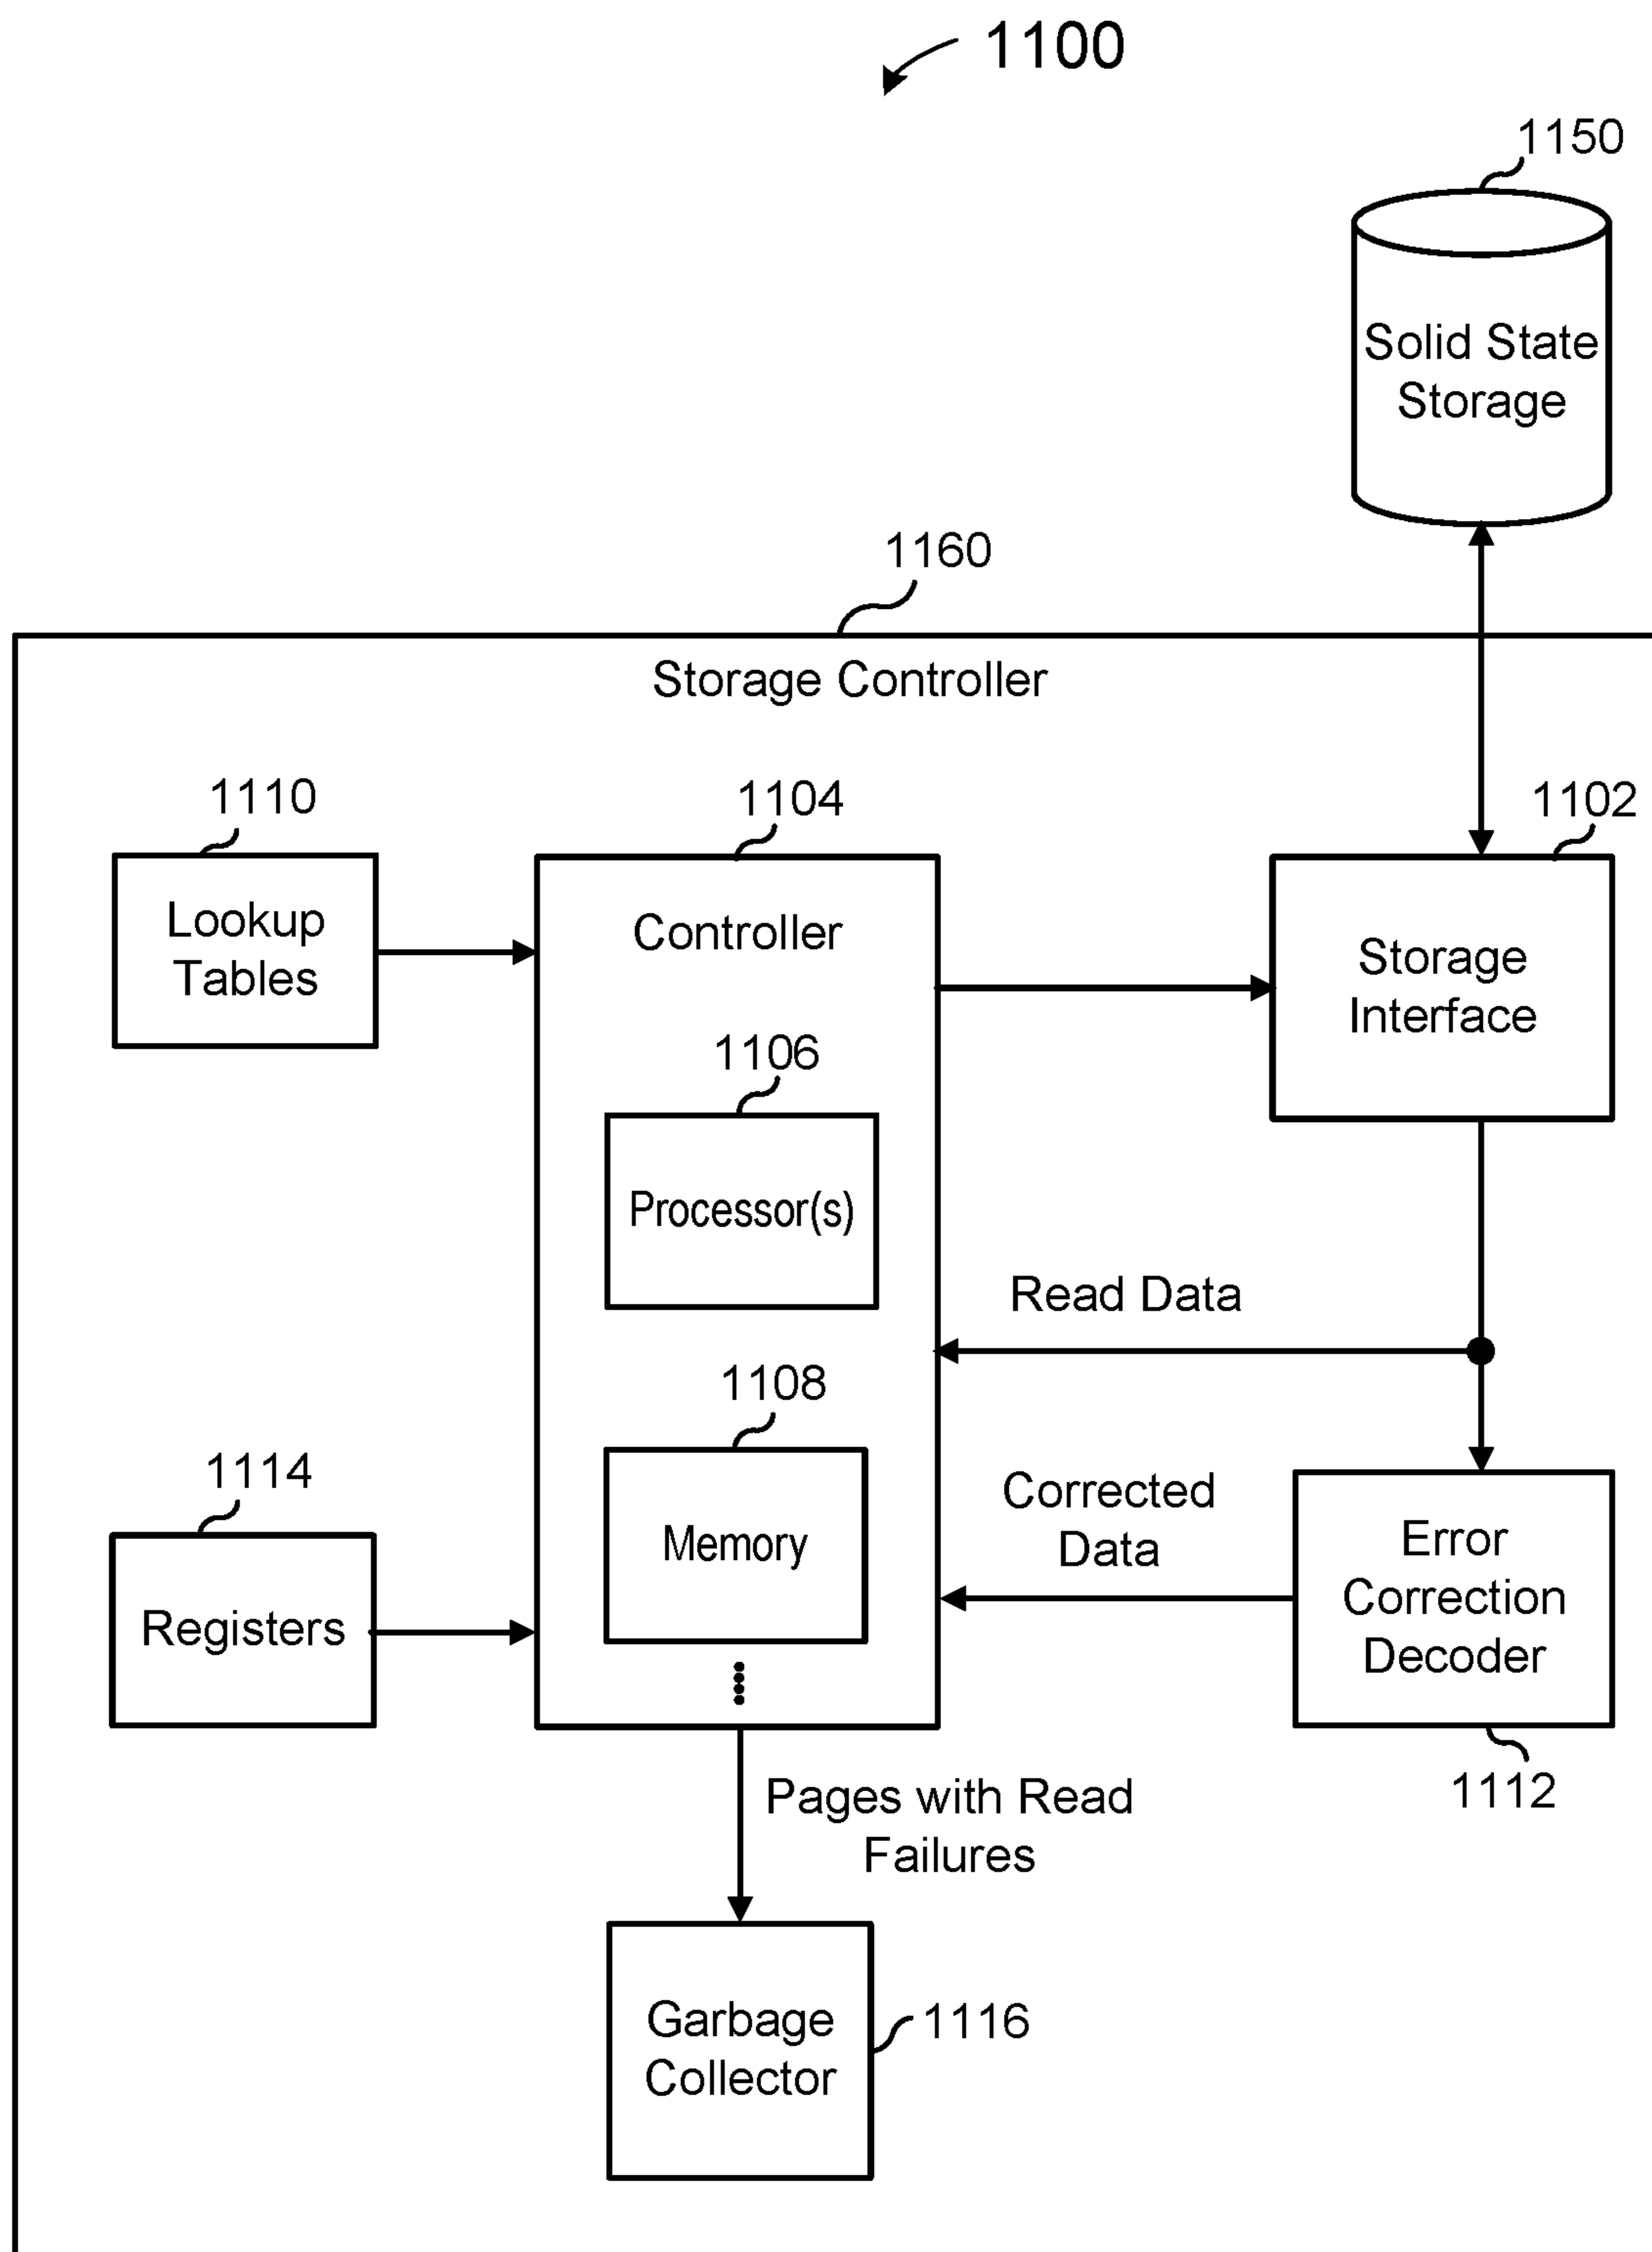 1100
1150
Solid State
Storage
1160
Storage Controller
1110
1104
1102
Lookup
Tables
Controller
Storage
Interface
1106
Processor(s)
Read Data
1108
1114
Memory
Corrected
Data
Error
Correction
Decoder
Registers
1112
Pages with Read
Failures
Garbage
Collector
1116